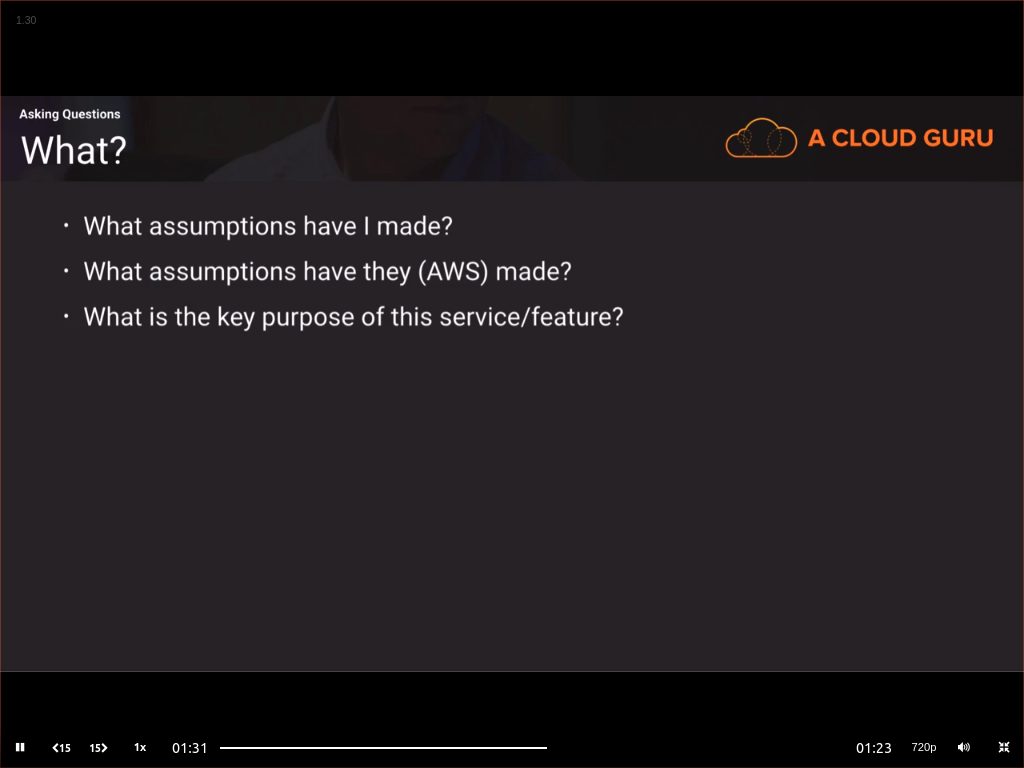 1.30
Asking Questions
What?
A CLOUD GURU
• What assumptions have I made?
• What assumptions have they (AWS) made?
• What is the key purpose of this service/feature?
15 15 1x 01:31 01:23 720p